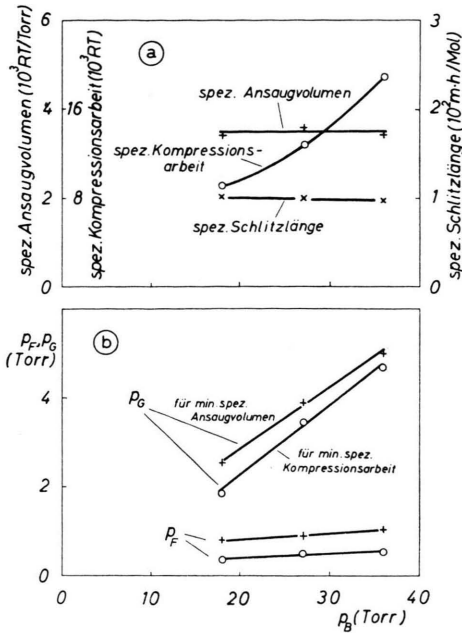 spez. Ansaugvolumen (10³RT/Torr)
spez. Kompressionsarbeit (10³RT)
spez. Schlitzlänge (10²m·h/Mol)
6
4
2
0
16
8
3
2
1
0
a
spez. Ansaugvolumen
spez. Kompressions-
arbeit
spez. Schlitzlänge
p_F, p_G
(Torr)
4
2
0
b
p_G
für min. spez.
Ansaugvolumen
für min. spez.
Kompressionsarbeit
p_F
0
10
20
30
40
p_B (Torr)